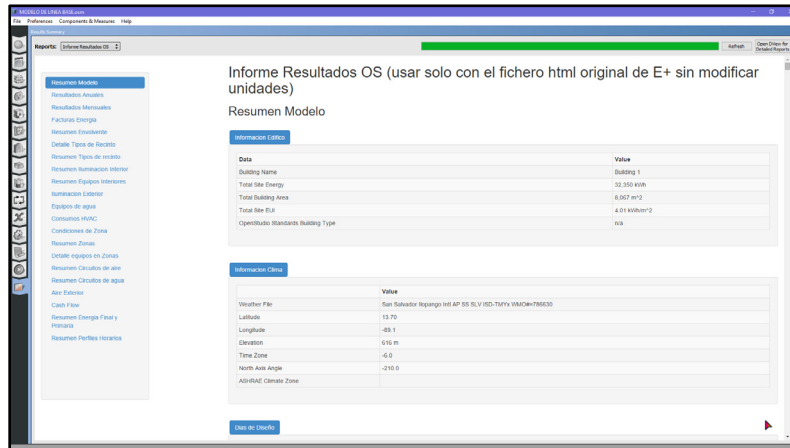 MODELO DE LINEA BASE.osm
File Preferences Components & Measures Help
Results Summary
Reports: Informe Resultados OS
Refresh
Open DView for
Detailed Reports
Resumen Modelo
Resultados Anuales
Resultados Mensuales
Facturas Energia
Resumen Envolvente
Detalle Tipos de Recinto
Resumen Tipos de recinto
Resumen Iluminacion Interior
Resumen Equipos Interiores
Iluminacion Exterior
Equipos de agua
Consumos HVAC
Condiciones de Zona
Resumen Zonas
Detalle equipos en Zonas
Resumen Circuitos de aire
Resumen Circuitos de agua
Aire Exterior
Cash Flow
Resumen Energia Final y
Primaria
Resumen Perfiles Horarios
Informe Resultados OS (usar solo con el fichero html original de E+ sin modificar
unidades)
Resumen Modelo
Informacion Edifico
Data Value
Building Name Building 1
Total Site Energy 32,350 kWh
Total Building Area 8,067 m^2
Total Site EUI 4.01 kWh/m^2
OpenStudio Standards Building Type n/a
Informacion Clima
Value
Weather File San Salvador Ilopango Intl AP SS SLV ISD-TMYx WMO#=786630
Latitude 13.70
Longitude -89.1
Elevation 616 m
Time Zone -6.0
North Axis Angle -210.0
ASHRAE Climate Zone
Dias de Diseño